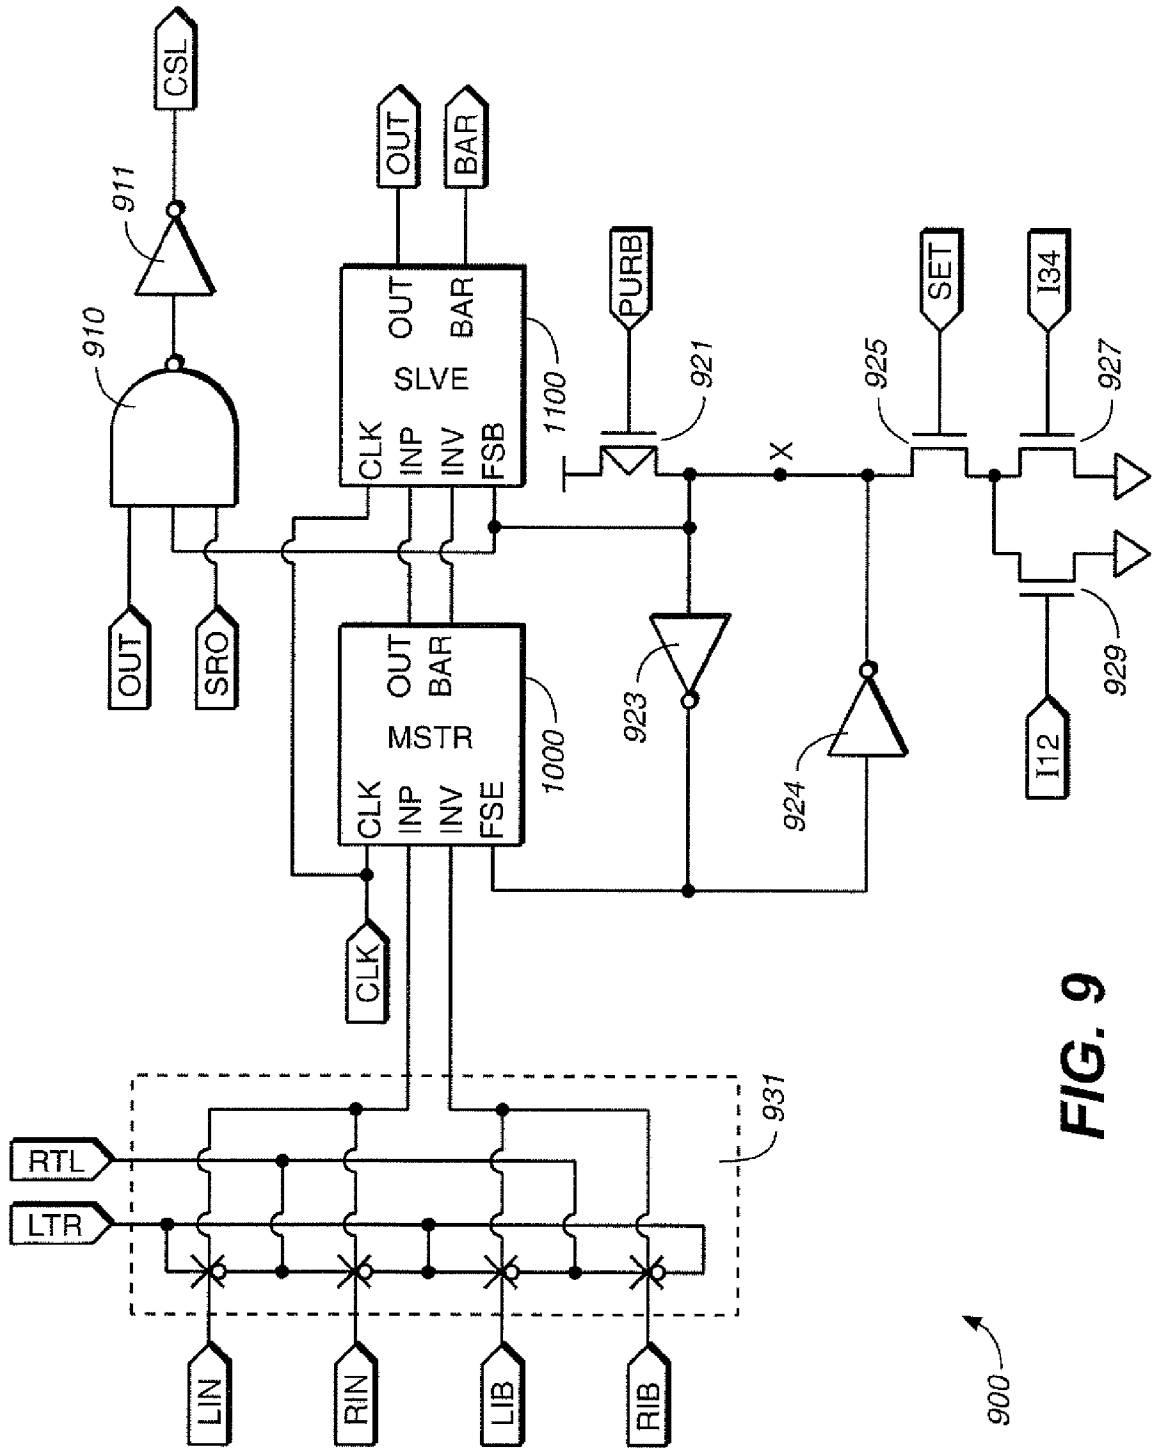 CSL
911
910
OUT
SRO
OUT
BAR
CLK
INP
INV
FSB
SLVE
OUT
BAR
1100
PURB
921
X
SET
925
I34
927
929
I12
CLK
INP
INV
FSE
MSTR
OUT
BAR
1000
923
924
CLK
RTL
LTR
931
LIN
RIN
LIB
RIB
900
FIG. 9